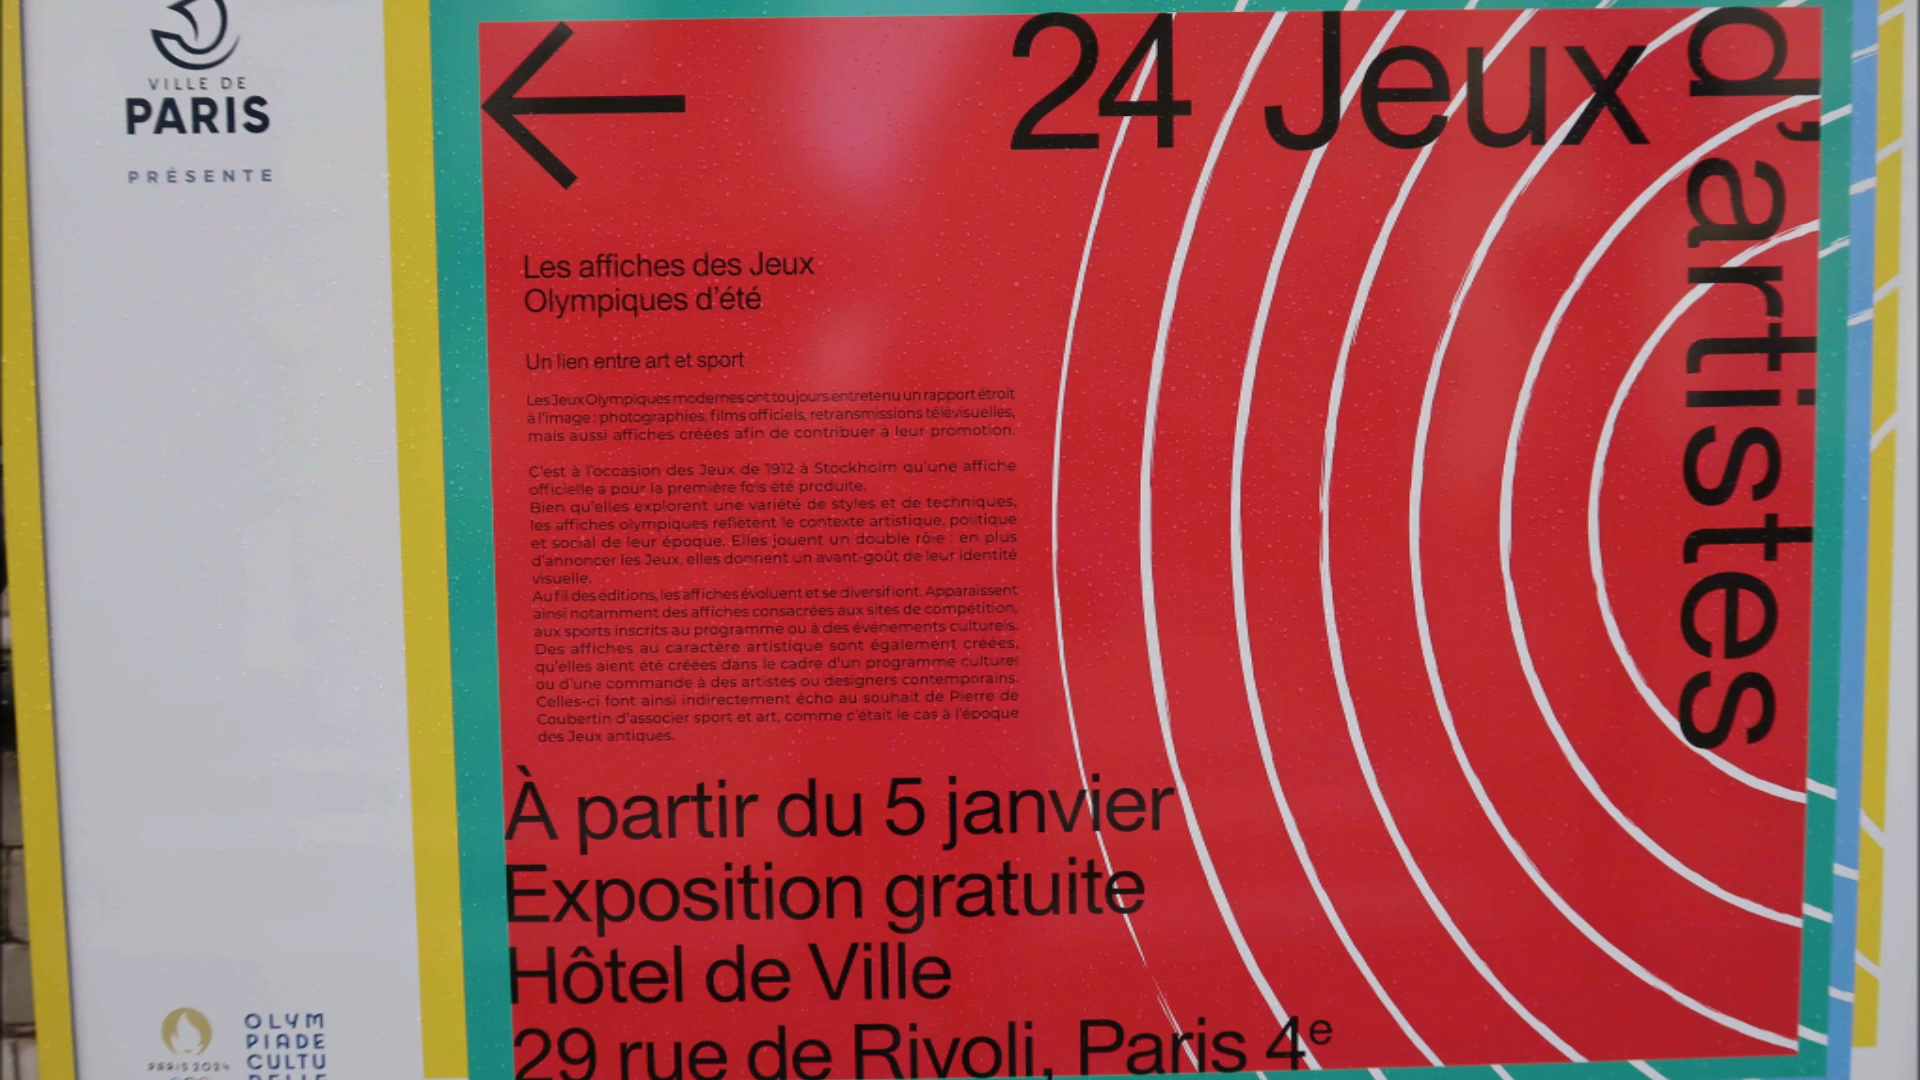 VILLE DE
PARIS
PRÉSENTE
24 Jeux
d'artistes
Les affiches des Jeux
Olympiques d'été
Un lien entre art et sport
Les Jeux Olympiques modernes ont toujours entretenu un rapport étroit
à l'image : photographies, films officiels, retransmissions télévisuelles,
mais aussi affiches créées afin de contribuer à leur promotion.
C'est à l'occasion des Jeux de 1912 à Stockholm qu'une affiche
officielle a pour la première fois été produite.
Bien qu'elles explorent une variété de styles et de techniques,
les affiches olympiques reflètent le contexte artistique, politique
et social de leur époque. Elles jouent un double rôle : en plus
d'annoncer les Jeux, elles donnent un avant-goût de leur identité
visuelle.
Au fil des éditions, les affiches évoluent et se diversifient. Apparaissent
ainsi notamment des affiches consacrées aux sites de compétition,
aux sports inscrits au programme ou à des événements culturels.
Des affiches au caractère artistique sont également créées,
qu'elles aient été créées dans le cadre d'un programme culturel
ou d'une commande à des artistes ou designers contemporains.
Celles-ci font ainsi indirectement écho au souhait de Pierre de
Coubertin d'associer sport et art, comme c'était le cas à l'époque
des Jeux antiques.
À partir du 5 janvier
Exposition gratuite
Hôtel de Ville
29 rue de Rivoli, Paris 4e
PARIS 2024
OLYM
PIADE
CULTU
RELLE